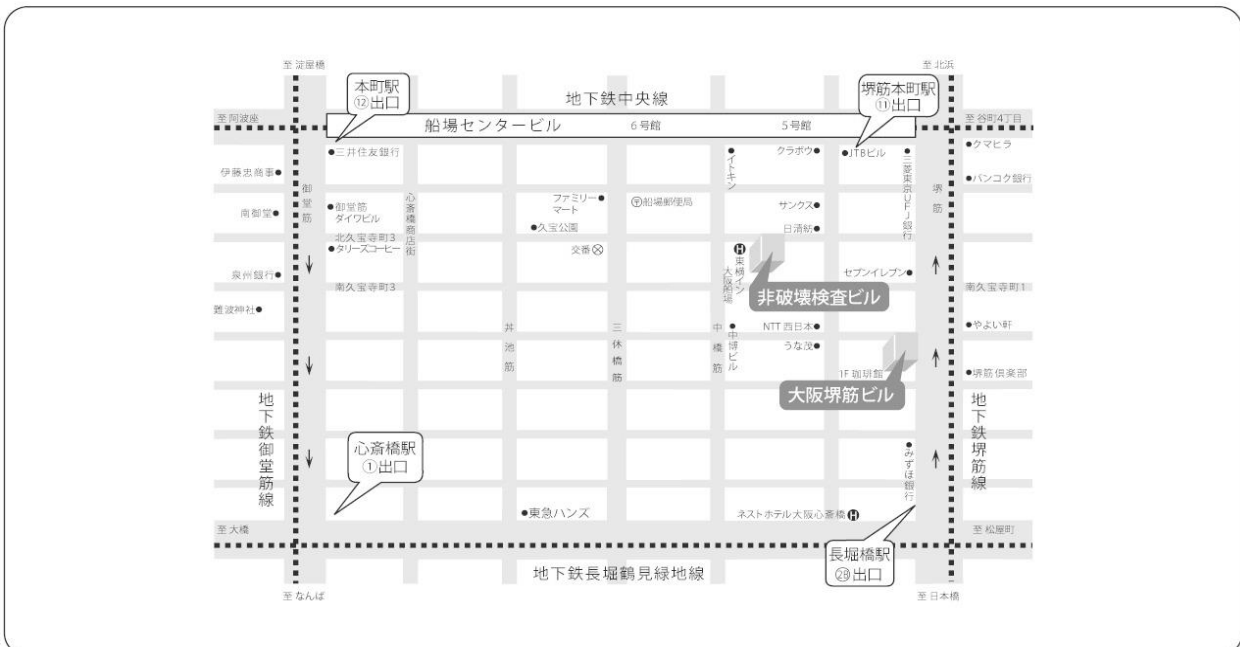 至 淀屋橋
至 北浜
本町駅
⑫出口
地下鉄中央線
堺筋本町駅
⑪出口
至 阿波座
船場センタービル
6号館
5号館
至 谷町4丁目
三井住友銀行
イトキン
クラボウ
JTBビル
三菱東京UFJ銀行
クマヒラ
伊藤忠商事
バンコク銀行
御堂筋
心斎橋商店街
堺筋
南御堂
御堂筋
ダイワビル
ファミリー
マート
〶船場郵便局
サンクス
久宝公園
日清紡
北久宝寺町3
タリーズコーヒー
交番
H
東横イン
大阪船場
泉州銀行
セブンイレブン
南久宝寺町3
非破壊検査ビル
南久宝寺町1
難波神社
丼池筋
三休橋筋
中橋筋
中博ビル
NTT 西日本
うな茂
やよい軒
1F 珈琲館
堺筋倶楽部
大阪堺筋ビル
地下鉄御堂筋線
地下鉄堺筋線
心斎橋駅
①出口
みずほ銀行
東急ハンズ
ネストホテル大阪心斎橋 H
至 大橋
至 松屋町
長堀橋駅
㉘出口
地下鉄長堀鶴見緑地線
至 なんば
至 日本橋